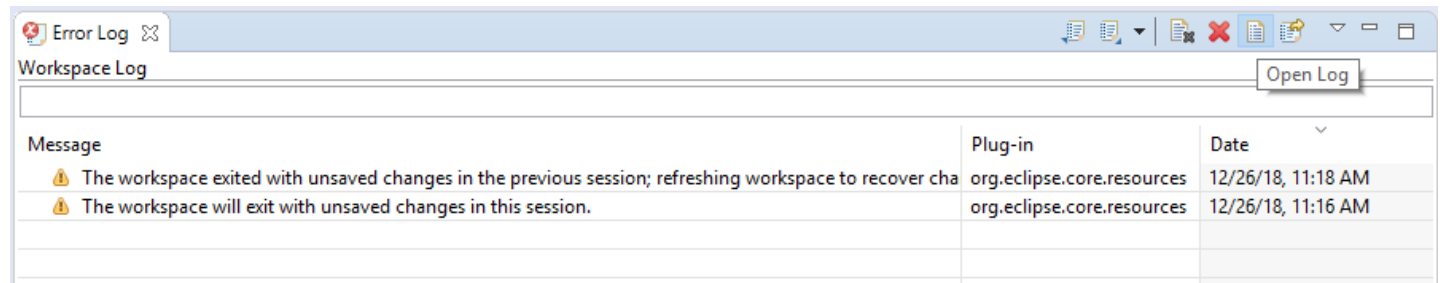 Error Log
Workspace Log
Open Log
Message Plug-in Date
The workspace exited with unsaved changes in the previous session; refreshing workspace to recover cha org.eclipse.core.resources 12/26/18, 11:18 AM
The workspace will exit with unsaved changes in this session. org.eclipse.core.resources 12/26/18, 11:16 AM